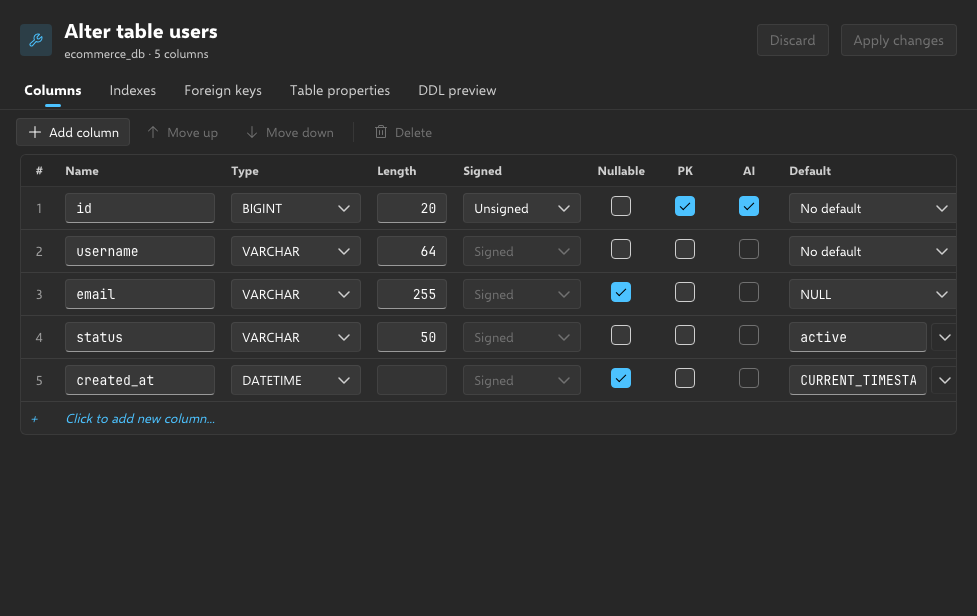 Alter table users
ecommerce_db · 5 columns
Discard
Apply changes
Columns Indexes Foreign keys Table properties DDL preview
Add column Move up Move down Delete
# Name Type Length Signed Nullable PK AI Default
1 id BIGINT 20 Unsigned No default
2 username VARCHAR 64 Signed No default
3 email VARCHAR 255 Signed NULL
4 status VARCHAR 50 Signed active
5 created_at DATETIME Signed CURRENT_TIMESTA
+ Click to add new column...